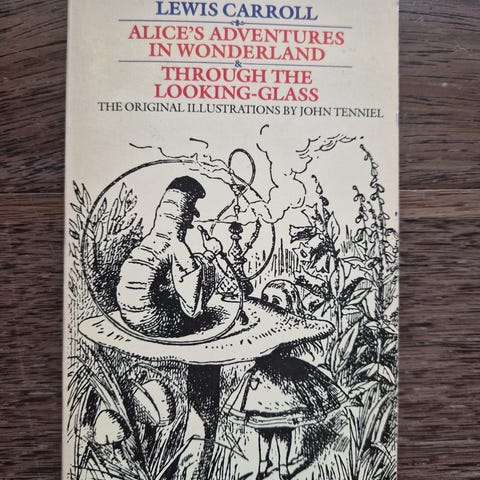 LEWIS CARROLL
ALICE'S ADVENTURES
IN WONDERLAND
&
THROUGH THE
LOOKING-GLASS
THE ORIGINAL ILLUSTRATIONS BY JOHN TENNIEL